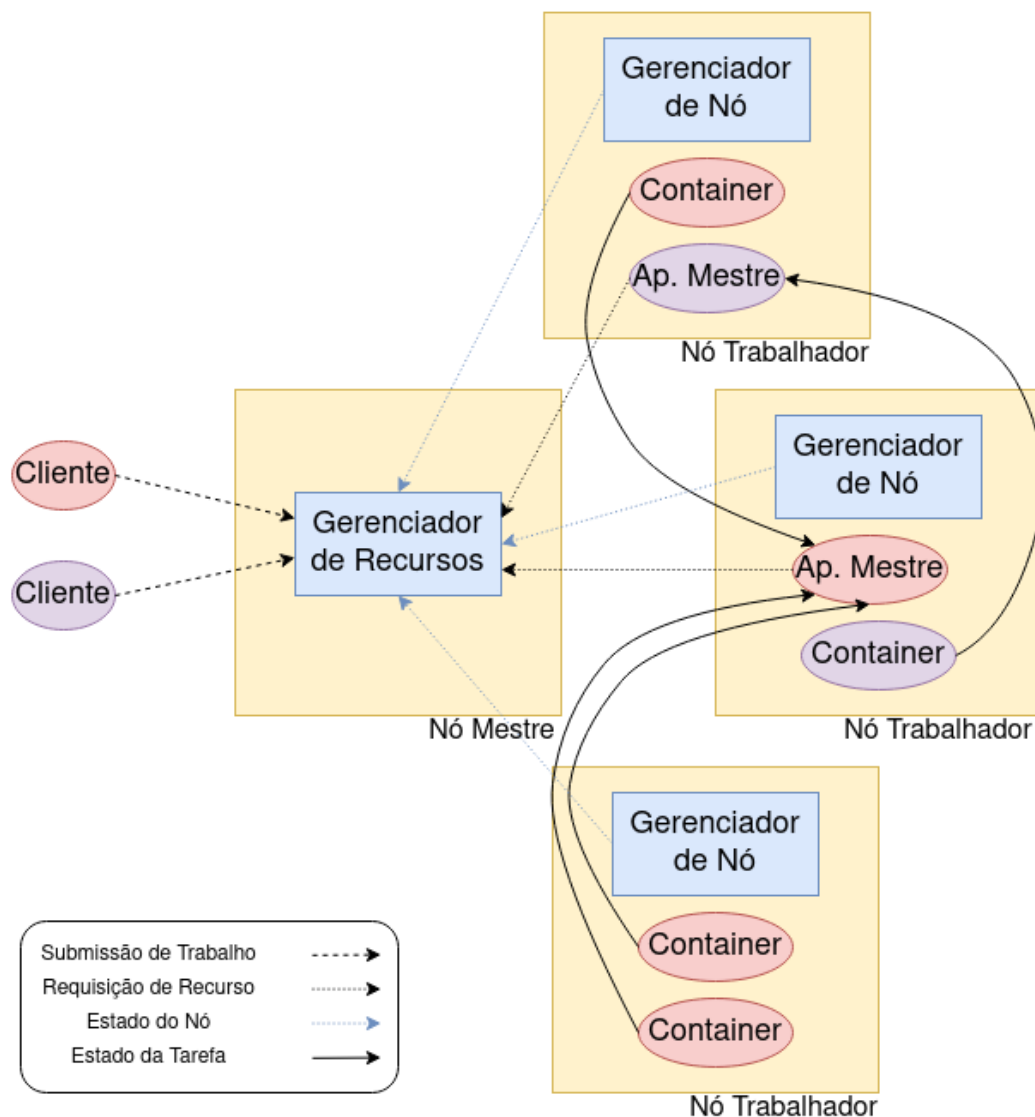 Gerenciador
de Nó
Container
Ap. Mestre
Nó Trabalhador
Cliente
Cliente
Gerenciador
de Recursos
Nó Mestre
Gerenciador
de Nó
Ap. Mestre
Container
Nó Trabalhador
Gerenciador
de Nó
Container
Container
Nó Trabalhador
Submissão de Trabalho
Requisição de Recurso
Estado do Nó
Estado da Tarefa